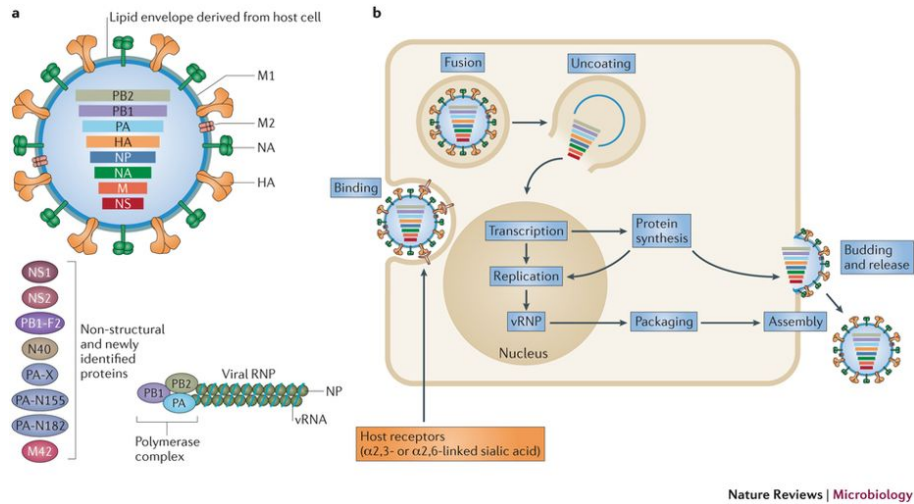 a
Lipid envelope derived from host cell
M1
M2
NA
HA
PB2
PB1
PA
HA
NP
NA
M
NS
NS1
NS2
PB1-F2
N40
PA-X
PA-N155
PA-N182
M42
Non-structural
and newly
identified
proteins
Viral RNP
PB1
PB2
PA
NP
vRNA
Polymerase
complex
b
Fusion
Uncoating
Binding
Transcription
Protein
synthesis
Replication
vRNP
Nucleus
Packaging
Assembly
Budding
and release
Host receptors
(α2,3- or α2,6-linked sialic acid)
Nature Reviews | Microbiology